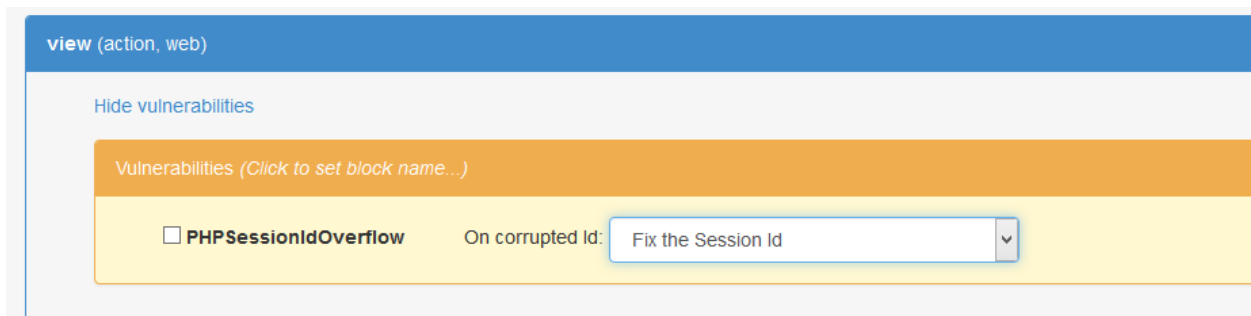 view (action, web)
Hide vulnerabilities
Vulnerabilities (Click to set block name...)
PHPSessionIdOverflow On corrupted Id: Fix the Session Id